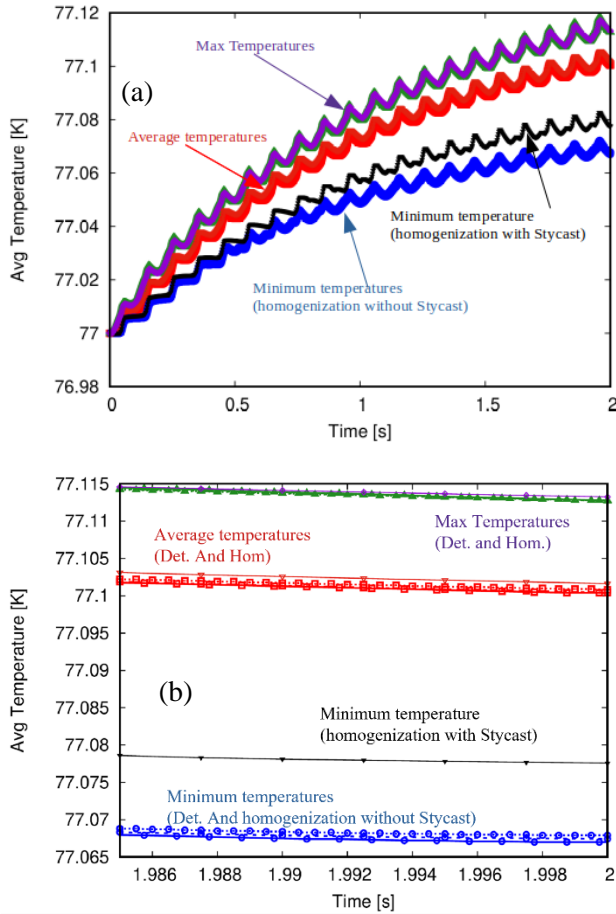 77.12
77.1
77.08
77.06
77.04
77.02
77
76.98
Avg Temperature [K]
(a)
Max Temperatures
Average temperatures
Minimum temperature
(homogenization with Stycast)
Minimum temperatures
(homogenization without Stycast)
0 0.5 1 1.5 2
Time [s]
77.115
77.11
77.105
77.1
77.095
77.09
77.085
77.08
77.075
77.07
77.065
Avg Temperature [K]
Average temperatures
(Det. And Hom)
Max Temperatures
(Det. and Hom.)
(b)
Minimum temperature
(homogenization with Stycast)
Minimum temperatures
(Det. And homogenization without Stycast)
1.986 1.988 1.99 1.992 1.994 1.996 1.998 2
Time [s]